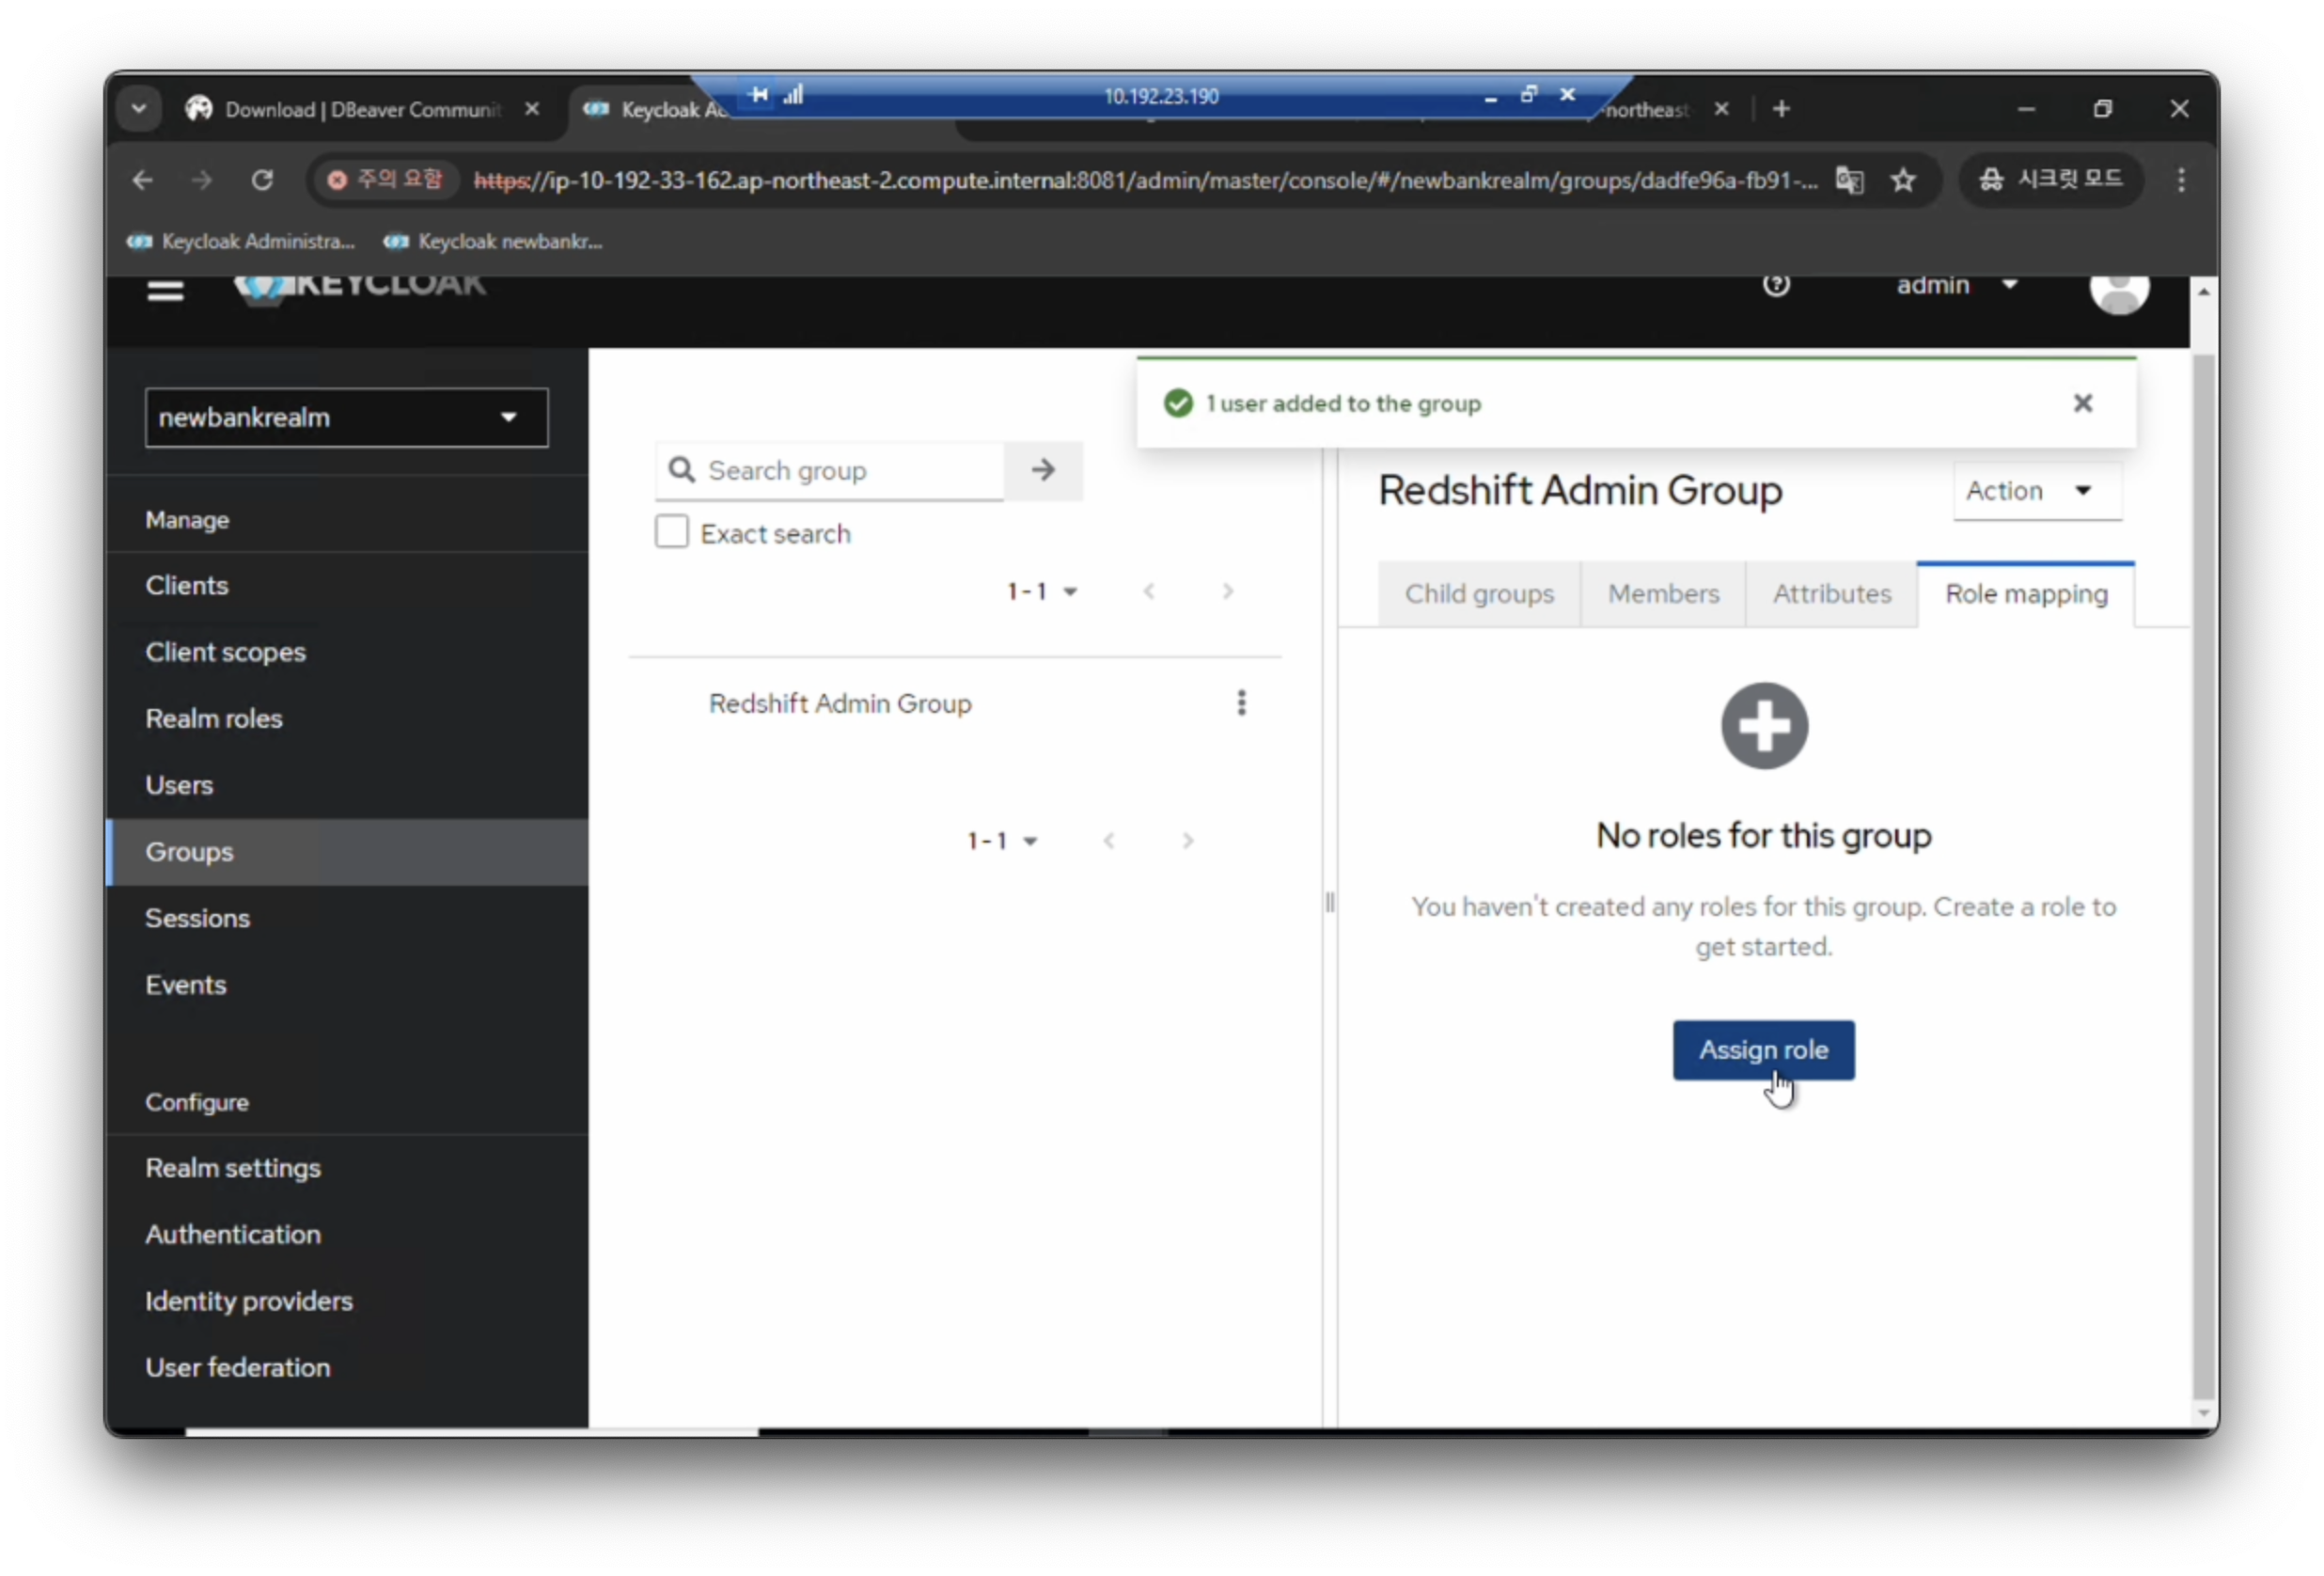 10.192.23.190
Download | DBeaver Communit
Keycloak Ad
-northeast
주의 요함
https://ip-10-192-33-162.ap-northeast-2.compute.internal:8081/admin/master/console/#/newbankrealm/groups/dadfe96a-fb91-...
시크릿 모드
Keycloak Administra...
Keycloak newbankr...
KEYCLOAK
admin
newbankrealm
1 user added to the group
Search group
Exact search
1 - 1
Redshift Admin Group
1 - 1
Redshift Admin Group
Action
Child groups
Members
Attributes
Role mapping
No roles for this group
You haven't created any roles for this group. Create a role to
get started.
Assign role
Manage
Clients
Client scopes
Realm roles
Users
Groups
Sessions
Events
Configure
Realm settings
Authentication
Identity providers
User federation